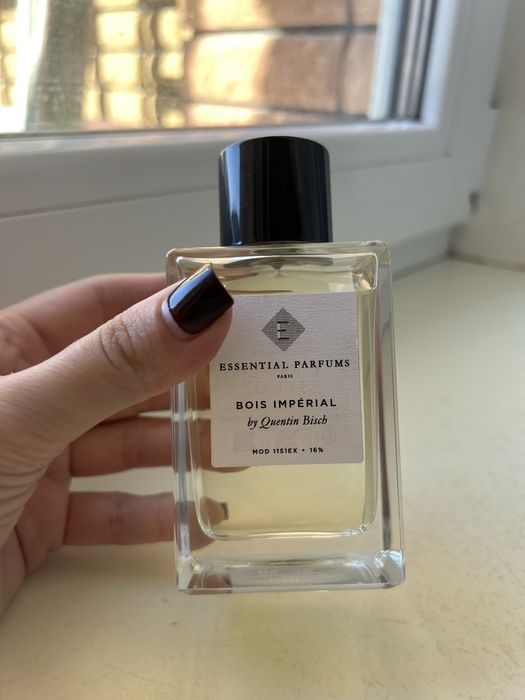 E
ESSENTIAL PARFUMS
PARIS
BOIS IMPÉRIAL
by Quentin Bisch
MOD 1151EX • 16%